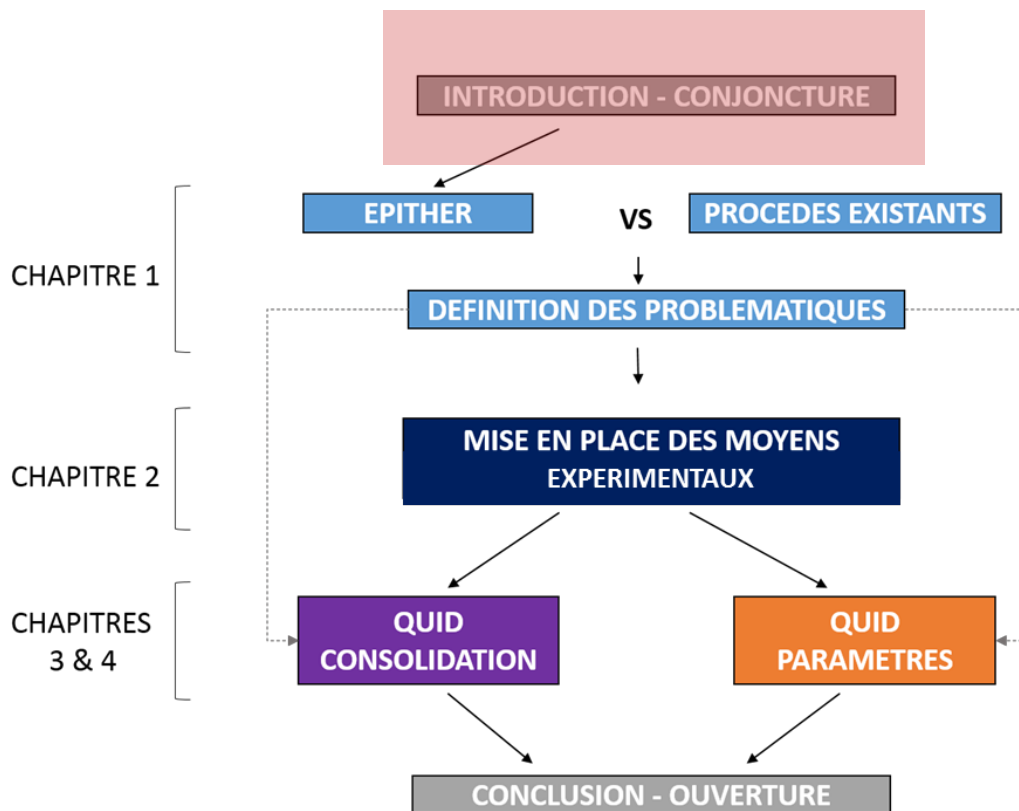 INTRODUCTION - CONJONCTURE
EPITHER
VS
PROCEDES EXISTANTS
CHAPITRE 1
DEFINITION DES PROBLEMATIQUES
MISE EN PLACE DES MOYENS
EXPERIMENTAUX
CHAPITRE 2
CHAPITRES
3 & 4
QUID
CONSOLIDATION
QUID
PARAMETRES
CONCLUSION - OUVERTURE